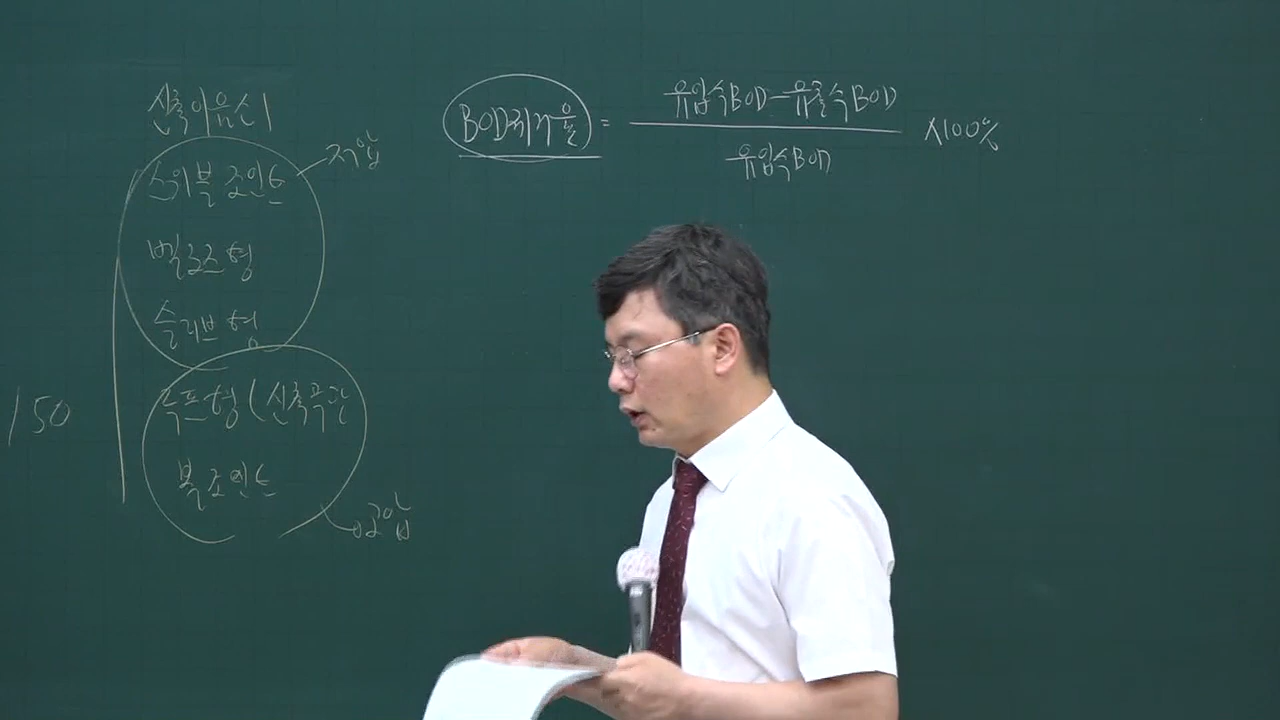 신축이음쇠
스위블 조인트
저압
벨로즈형
슬리브형
루프형 (신축곡관
볼조인트
고압
150
BOD제거율 = 유입수BOD-유출수BOD ×100%
유입수BOD